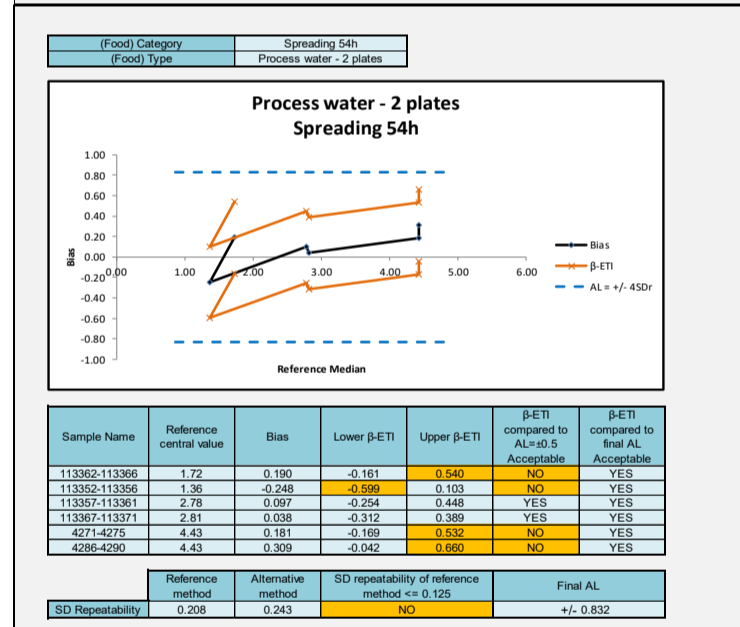 (Food) Category Spreading 54h
(Food) Type Process water - 2 plates
Process water - 2 plates
Spreading 54h
1.00
0.80
0.60
0.40
0.20
0.00
-0.20
-0.40
-0.60
-0.80
-1.00
Bias
0.00 1.00 2.00 3.00 4.00 5.00 6.00
Reference Median
Bias
β-ETI
AL = +/- 4SDr
Sample Name Reference central value Bias Lower β-ETI Upper β-ETI β-ETI compared to AL=±0.5 Acceptable β-ETI compared to final AL Acceptable
113362-113366 1.72 0.190 -0.161 0.540 NO YES
113352-113356 1.36 -0.248 -0.599 0.103 NO YES
113357-113361 2.78 0.097 -0.254 0.448 YES YES
113367-113371 2.81 0.038 -0.312 0.389 YES YES
4271-4275 4.43 0.181 -0.169 0.532 NO YES
4286-4290 4.43 0.309 -0.042 0.660 NO YES
Reference method Alternative method SD repeatability of reference method <= 0.125 Final AL
SD Repeatability 0.208 0.243 NO +/- 0.832